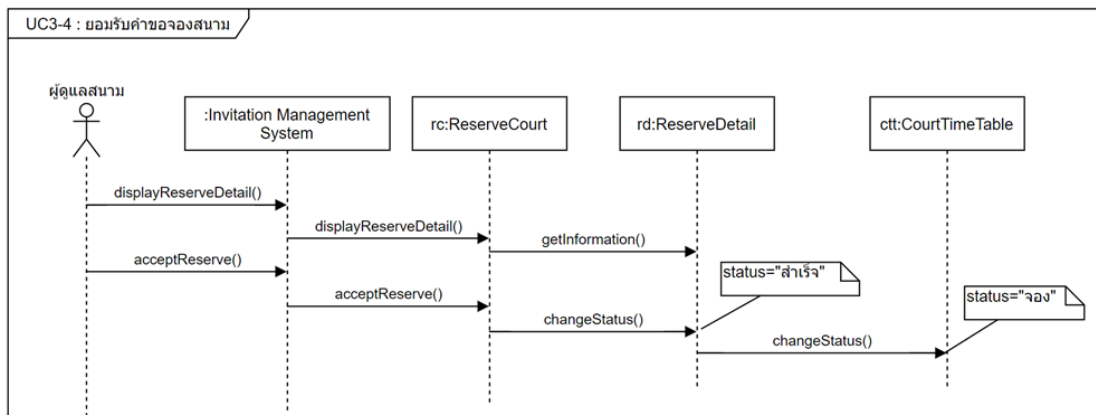 UC3-4 : ยอมรับคำขอจองสนาม
ผู้ดูแลสนาม
:Invitation Management
System
rc:ReserveCourt
rd:ReserveDetail
ctt:CourtTimeTable
displayReserveDetail()
displayReserveDetail()
getInformation()
acceptReserve()
status="สำเร็จ"
acceptReserve()
status="จอง"
changeStatus()
changeStatus()